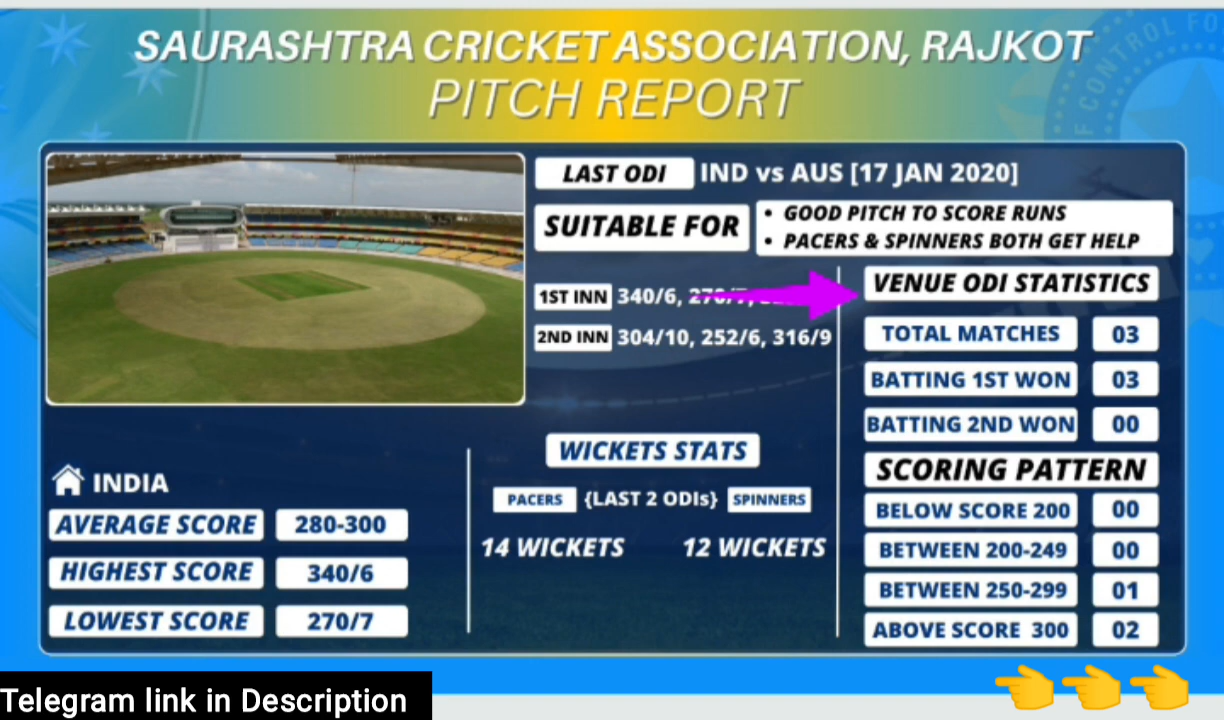 SAURASHTRA CRICKET ASSOCIATION, RAJKOT
PITCH REPORT
LAST ODI IND vs AUS [17 JAN 2020]
SUITABLE FOR
• GOOD PITCH TO SCORE RUNS
• PACERS & SPINNERS BOTH GET HELP
1ST INN 340/6, 270/7,
2ND INN 304/10, 252/6, 316/9
VENUE ODI STATISTICS
TOTAL MATCHES 03
BATTING 1ST WON 03
BATTING 2ND WON 00
SCORING PATTERN
BELOW SCORE 200 00
BETWEEN 200-249 00
BETWEEN 250-299 01
ABOVE SCORE 300 02
WICKETS STATS
PACERS {LAST 2 ODIs} SPINNERS
14 WICKETS 12 WICKETS
INDIA
AVERAGE SCORE 280-300
HIGHEST SCORE 340/6
LOWEST SCORE 270/7
Telegram link in Description